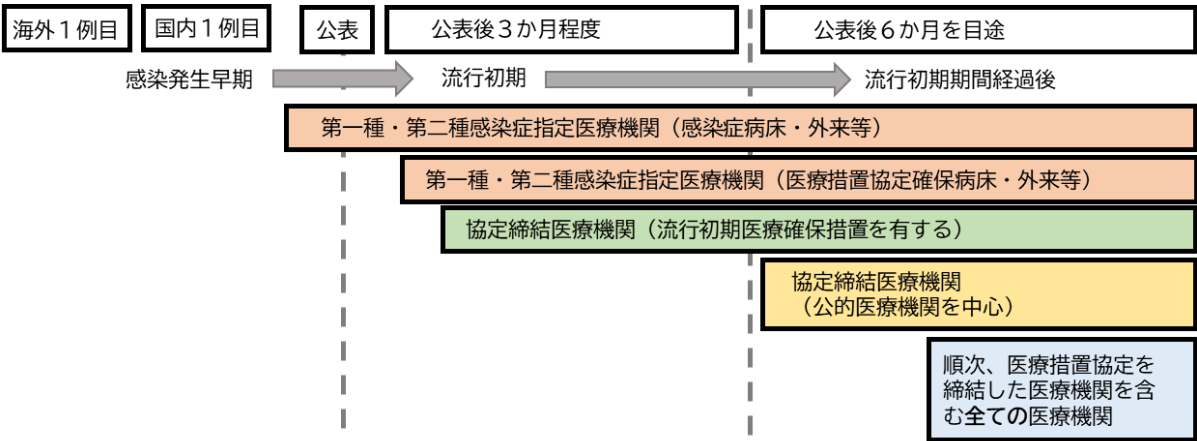 海外１例目
国内１例目
公表
公表後３か月程度
公表後６か月を目途
感染発生早期
流行初期
流行初期期間経過後
第一種・第二種感染症指定医療機関（感染症病床・外来等）
第一種・第二種感染症指定医療機関（医療措置協定確保病床・外来等）
協定締結医療機関（流行初期医療確保措置を有する）
協定締結医療機関
（公的医療機関を中心）
順次、医療措置協定を
締結した医療機関を含
む全ての医療機関